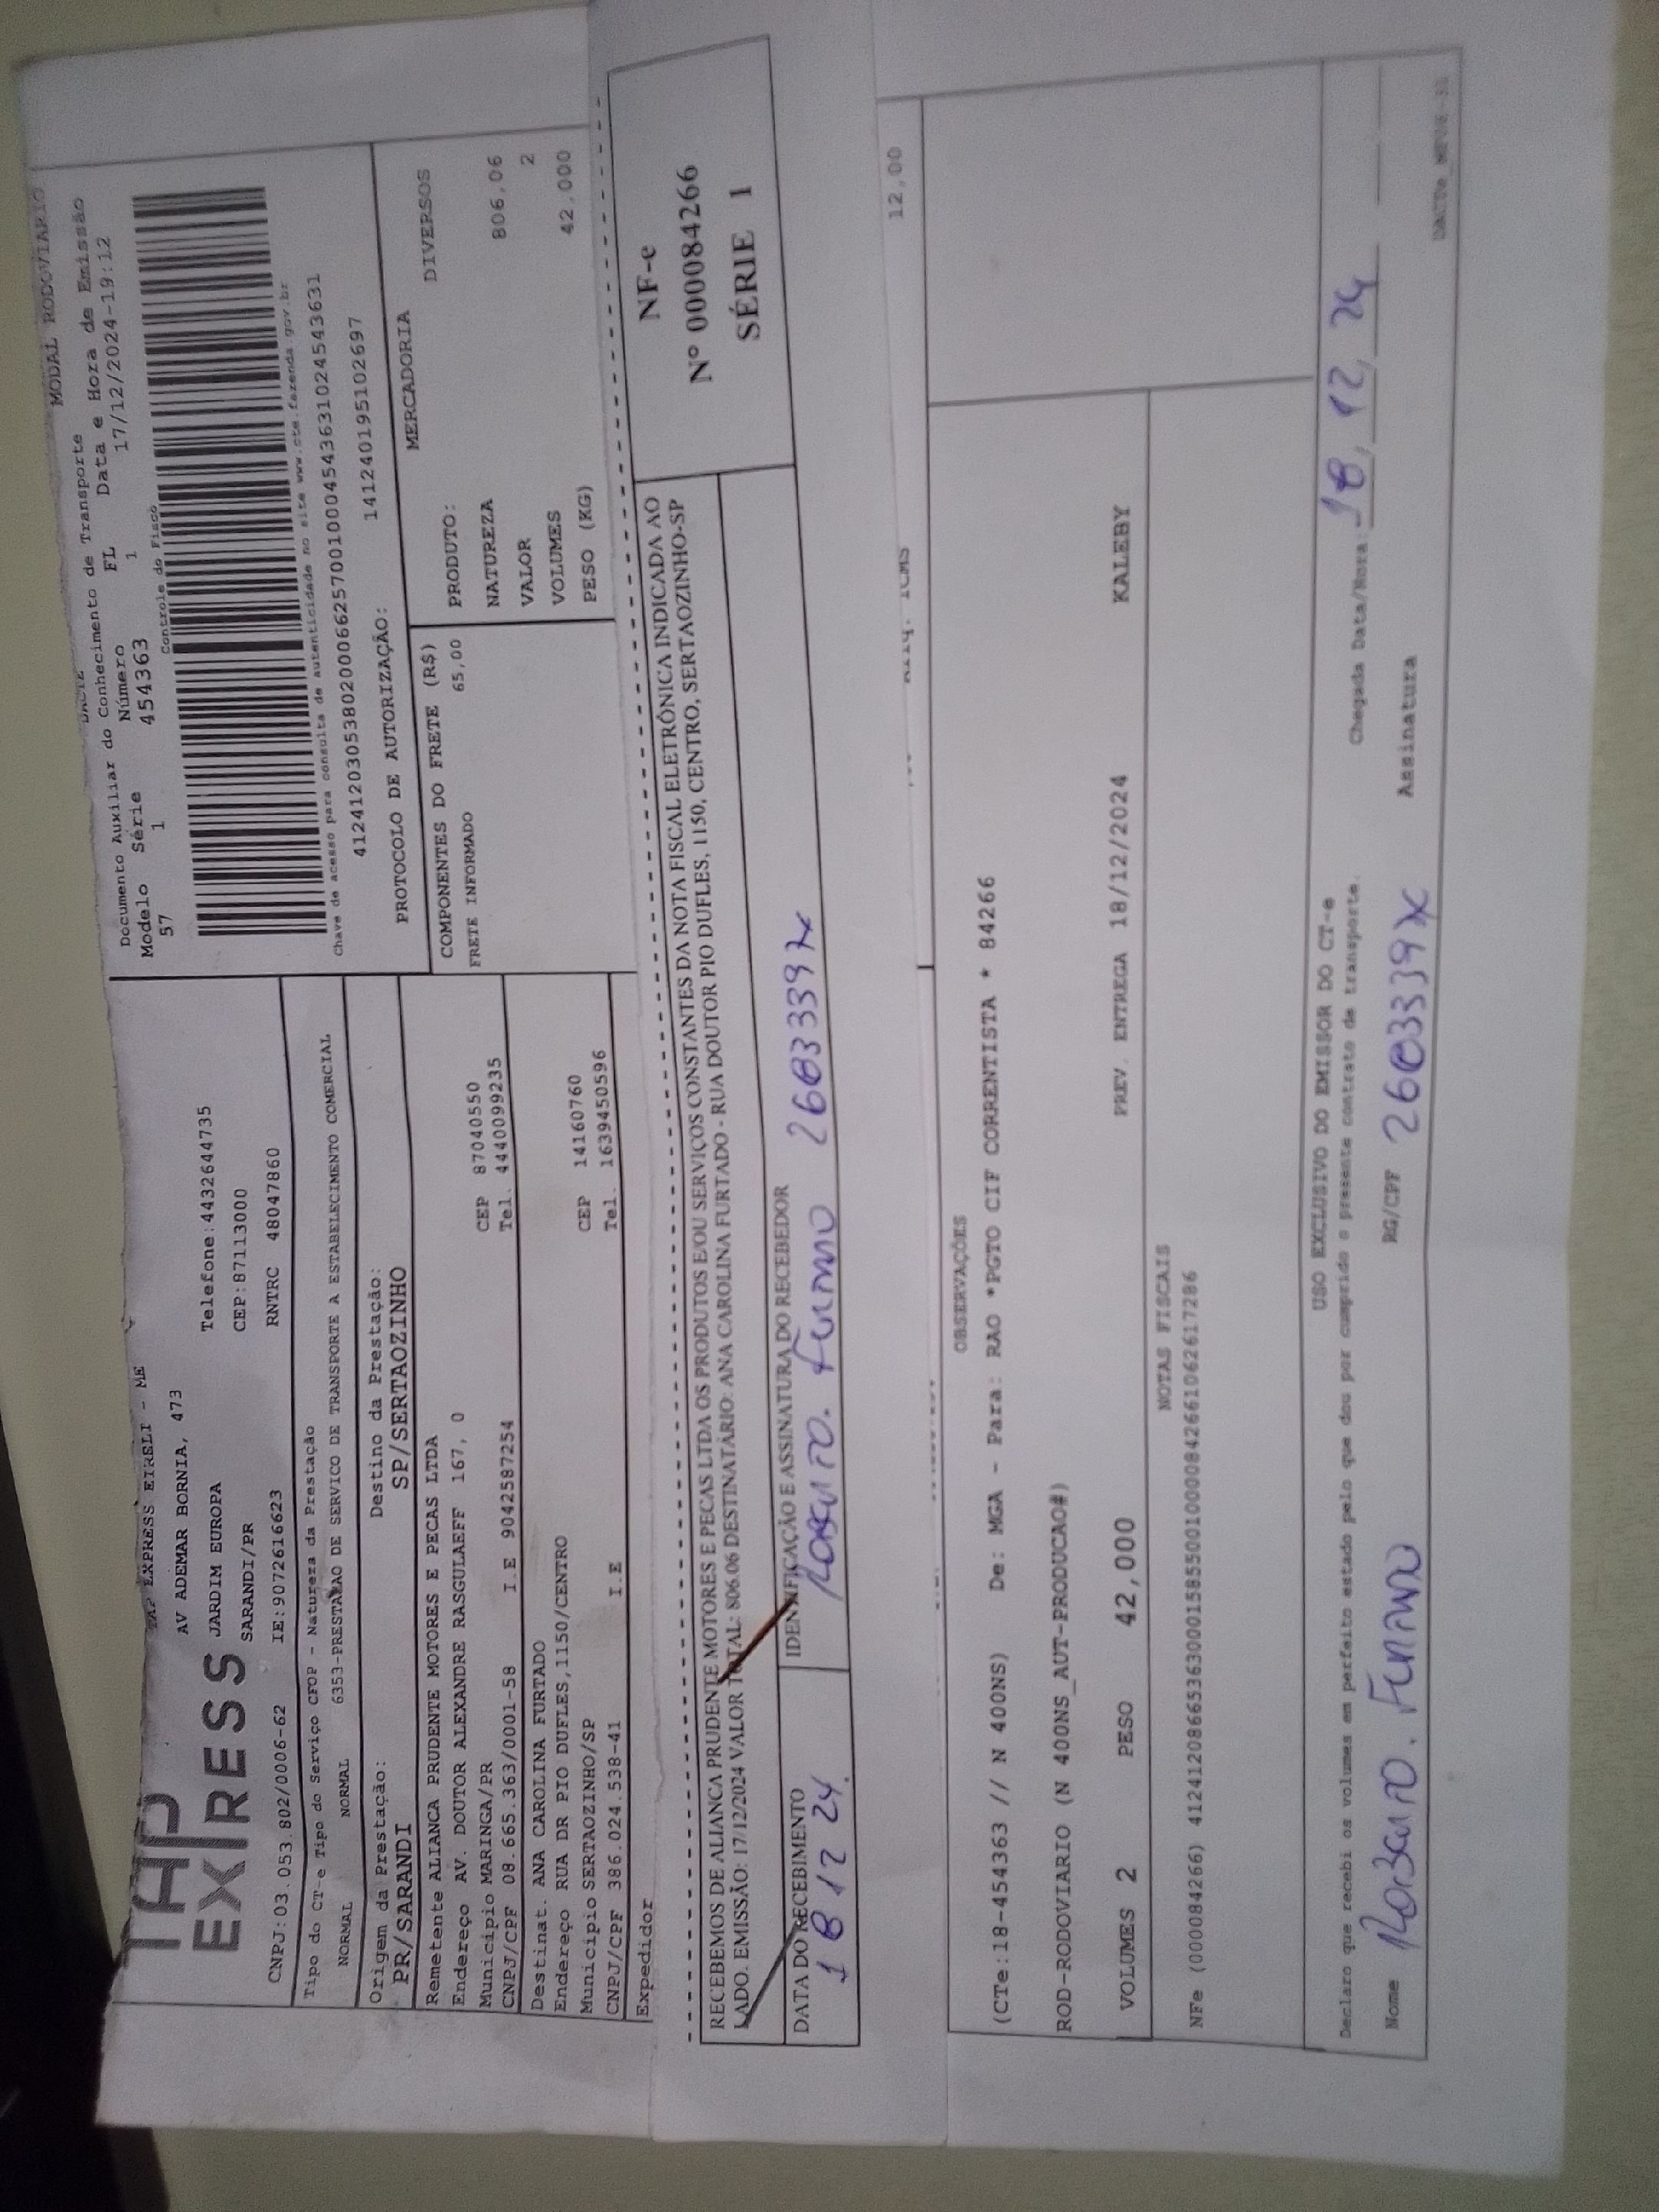 TAP
EXPRESS
TAP EXPRESS EIRELI - ME
AV ADEMAR BORNIA, 473
JARDIM EUROPA Telefone:4432644735
SARANDI/PR CEP:87113000
CNPJ:03.053.802/0006-62 IE:9072616623 RNTRC 48047860
Tipo do CT-e Tipo do Serviço CFOP - Natureza da Prestação
NORMAL NORMAL 6353-PRESTAÇAO DE SERVICO DE TRANSPORTE A ESTABELECIMENTO COMERCIAL
Origem da Prestação: Destino da Prestação:
PR/SARANDI SP/SERTAOZINHO
Remetente ALIANCA PRUDENTE MOTORES E PECAS LTDA
Endereço AV. DOUTOR ALEXANDRE RASGULAEFF 167, 0
Município MARINGA/PR CEP 87040550
CNPJ/CPF 08.665.363/0001-58 I.E 9042587254 Tel. 4440099235
Destinat. ANA CAROLINA FURTADO
Endereço RUA DR PIO DUFLES,1150/CENTRO
Município SERTAOZINHO/SP CEP 14160760
CNPJ/CPF 386.024.538-41 I.E Tel. 1639450596
Expedidor
DACTE MODAL RODOVIARIO
Documento Auxiliar do Conhecimento de Transporte
Modelo Série Número FL Data e Hora de Emissão
57 1 454363 1 17/12/2024-19:12
Controle do Fisco
Chave de acesso para consulta de autenticidade no site www.cte.fazenda.gov.br
41241203053802000662570010004543631024543631
PROTOCOLO DE AUTORIZAÇÃO: 141240195102697
COMPONENTES DO FRETE (R$)
FRETE INFORMADO 65,00
MERCADORIA
PRODUTO: DIVERSOS
NATUREZA
VALOR 806,06
VOLUMES 2
PESO (KG) 42,000
RECEBEMOS DE ALIANCA PRUDENTE MOTORES E PECAS LTDA OS PRODUTOS E/OU SERVIÇOS CONSTANTES DA NOTA FISCAL ELETRÔNICA INDICADA AO
LADO. EMISSÃO: 17/12/2024 VALOR TOTAL: 806.06 DESTINATÁRIO: ANA CAROLINA FURTADO - RUA DOUTOR PIO DUFLES, 1150, CENTRO, SERTAOZINHO-SP
DATA DO RECEBIMENTO IDENTIFICAÇÃO E ASSINATURA DO RECEBEDOR
18 12 24 2603339X
NF-e
Nº 000084266
SÉRIE 1
ICMS
12,00
OBSERVAÇÕES
(CTe:18-454363 // N 400NS) De: MGA - Para: RAO *PGTO CIF CORRENTISTA * 84266
ROD-RODOVIARIO (N 400NS_AUT-PRODUCAO#)
VOLUMES 2 PESO 42,000 PREV. ENTREGA 18/12/2024 KALEBY
NOTAS FISCAIS
NFe (000084266) 41241208665363000158550010000842661062617286
USO EXCLUSIVO DO EMISSOR DO CT-e
Declaro que recebi os volumes em perfeito estado pelo que dou por cumprido o presente contrato de transporte. Chegada Data/Hora: 18, 12, 24
Nome RG/CPF 2603339X Assinatura